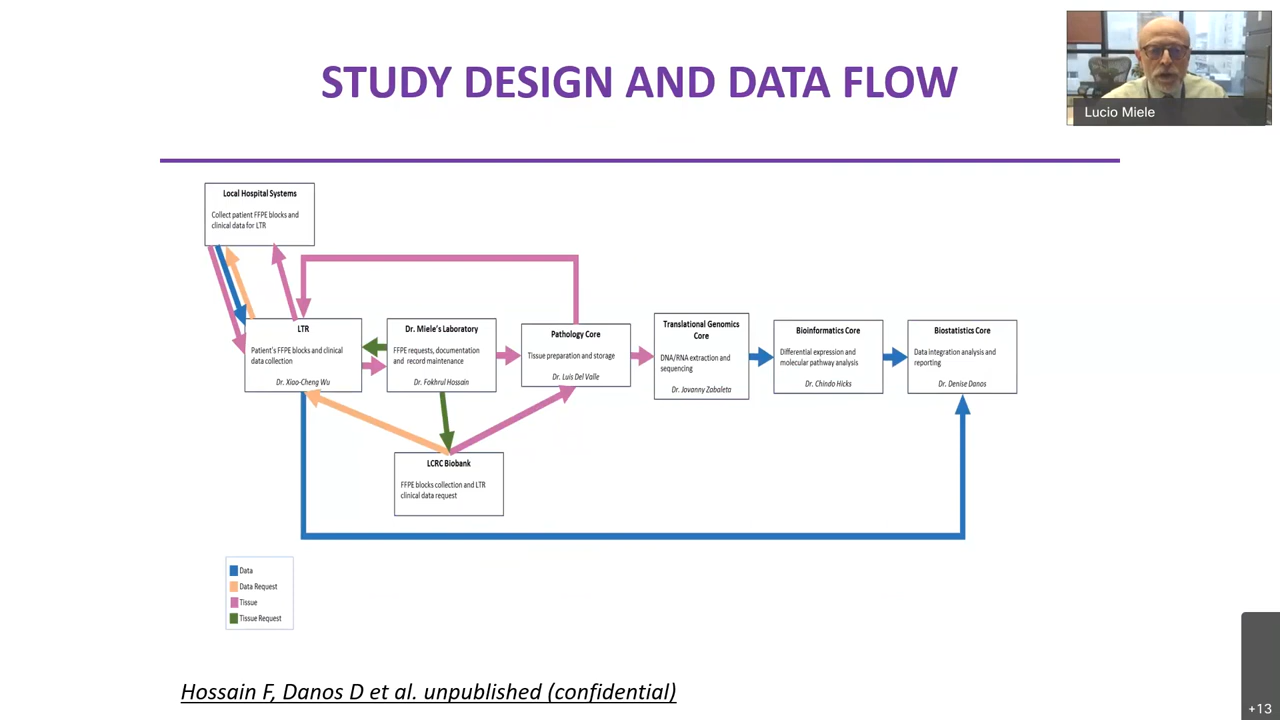 STUDY DESIGN AND DATA FLOW
Lucio Miele
Local Hospital Systems
Collect patient FFPE blocks and
clinical data for LTR
LTR
Patient's FFPE blocks and clinical
data collection
Dr. Xiao-Cheng Wu
Dr. Miele's Laboratory
FFPE requests, documentation
and record maintenance
Dr. Fokhrul Hossain
Pathology Core
Tissue preparation and storage
Dr. Luis Del Valle
Translational Genomics
Core
DNA/RNA extraction and
sequencing
Dr. Jovanny Zabaleta
Bioinformatics Core
Differential expression and
molecular pathway analysis
Dr. Chindo Hicks
Biostatistics Core
Data integration analysis and
reporting
Dr. Denise Danos
LCRC Biobank
FFPE blocks collection and LTR
clinical data request
Data
Data Request
Tissue
Tissue Request
Hossain F, Danos D et al. unpublished (confidential)
+13